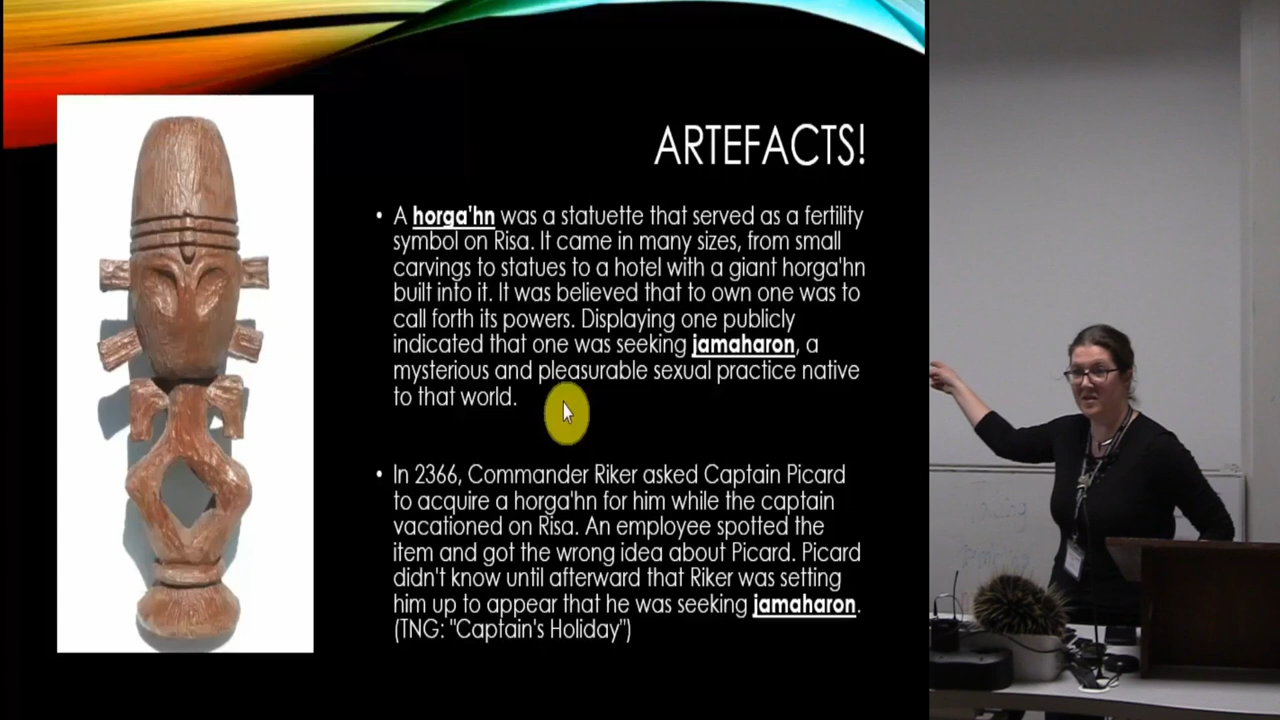 ARTEFACTS!
• A horga'hn was a statuette that served as a fertility
symbol on Risa. It came in many sizes, from small
carvings to statues to a hotel with a giant horga'hn
built into it. It was believed that to own one was to
call forth its powers. Displaying one publicly
indicated that one was seeking jamaharon, a
mysterious and pleasurable sexual practice native
to that world.
• In 2366, Commander Riker asked Captain Picard
to acquire a horga'hn for him while the captain
vacationed on Risa. An employee spotted the
item and got the wrong idea about Picard. Picard
didn't know until afterward that Riker was setting
him up to appear that he was seeking jamaharon.
(TNG: "Captain's Holiday")